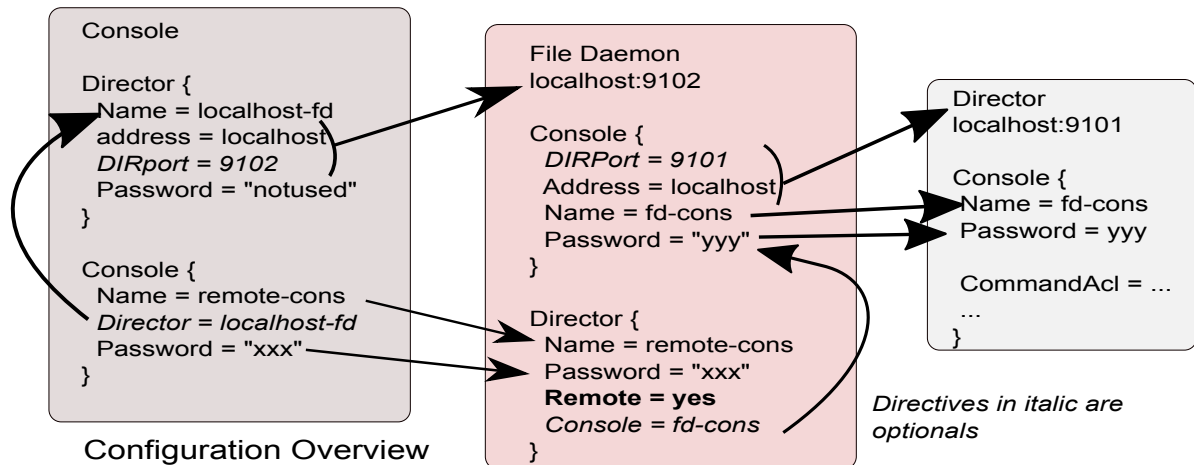 Console
Director {
Name = localhost-fd
address = localhost
DIRport = 9102
Password = "notused"
}
Console {
Name = remote-cons
Director = localhost-fd
Password = "xxx"
}
Configuration Overview
File Daemon
localhost:9102
Console {
DIRPort = 9101
Address = localhost
Name = fd-cons
Password = "yyy"
}
Director {
Name = remote-cons
Password = "xxx"
Remote = yes
Console = fd-cons
}
Director
localhost:9101
Console {
Name = fd-cons
Password = yyy
CommandAcl = ...
...
}
Directives in italic are
optionals